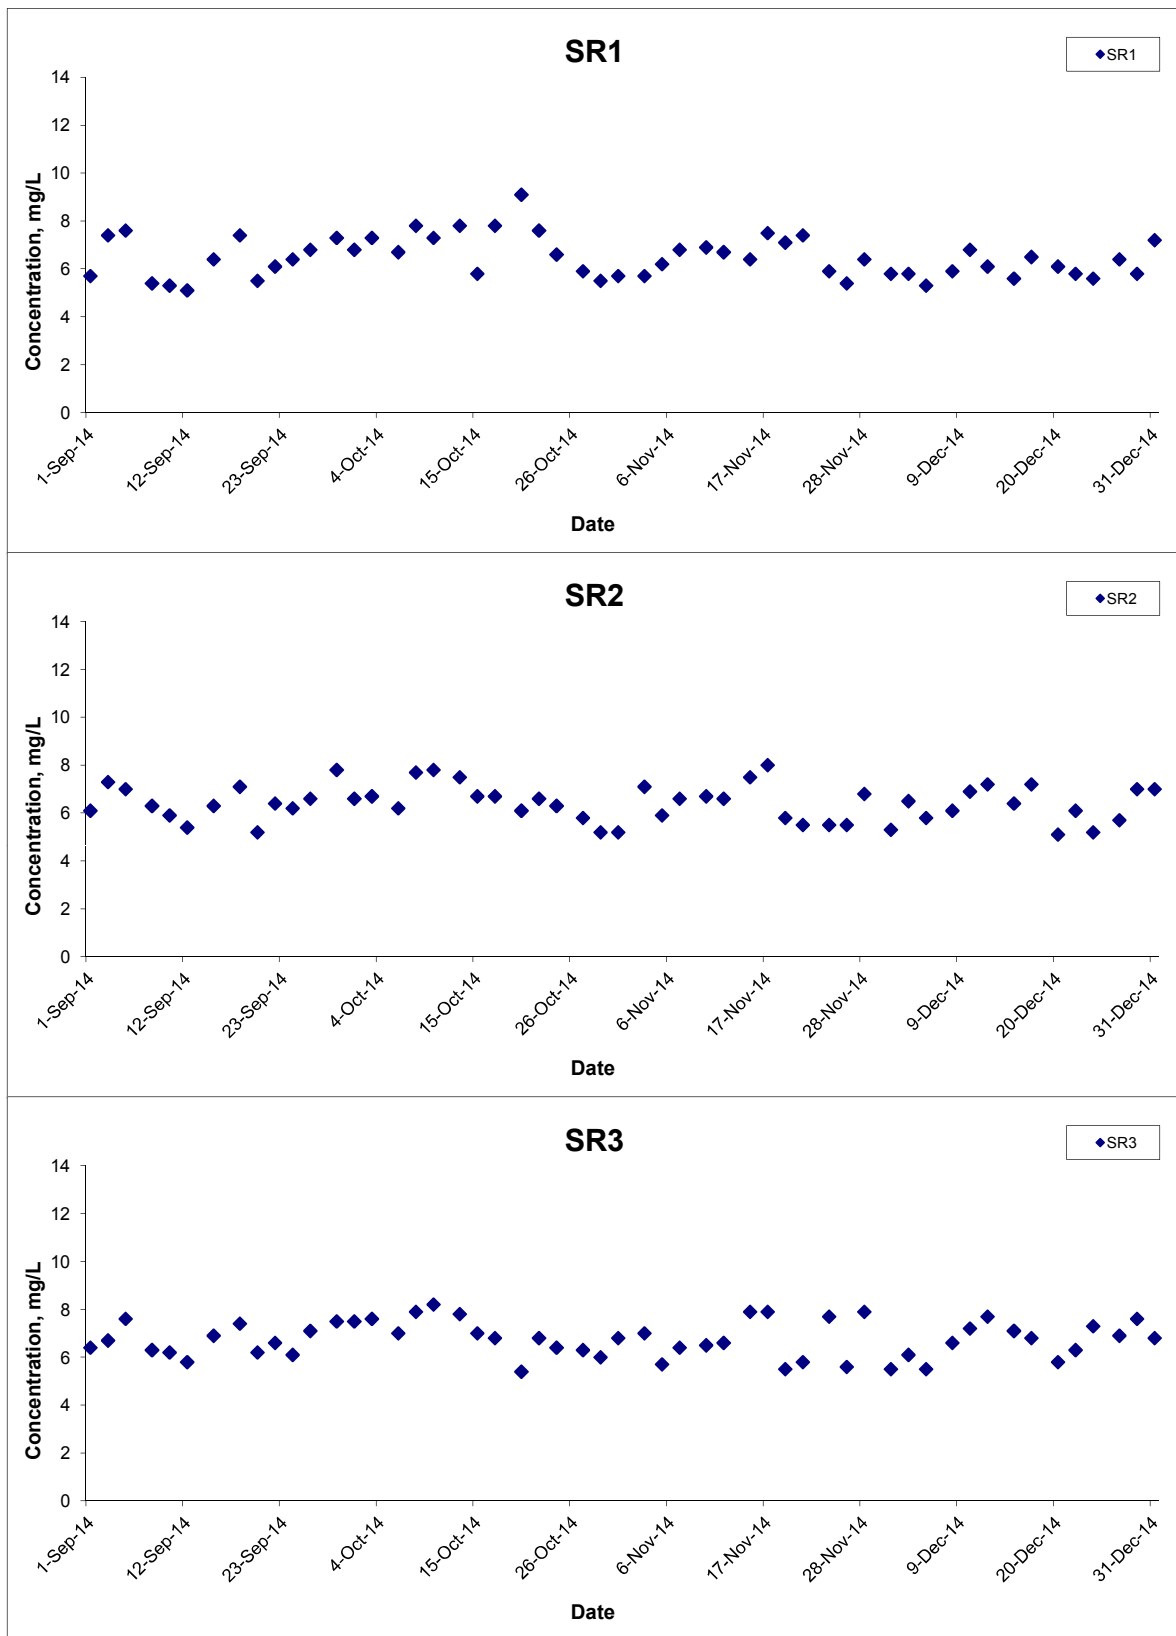 SR1
SR1
14
12
10
8
6
4
2
0
Concentration, mg/L
1-Sep-14
12-Sep-14
23-Sep-14
4-Oct-14
15-Oct-14
26-Oct-14
6-Nov-14
17-Nov-14
28-Nov-14
9-Dec-14
20-Dec-14
31-Dec-14
Date
SR2
SR2
14
12
10
8
6
4
2
0
Concentration, mg/L
1-Sep-14
12-Sep-14
23-Sep-14
4-Oct-14
15-Oct-14
26-Oct-14
6-Nov-14
17-Nov-14
28-Nov-14
9-Dec-14
20-Dec-14
31-Dec-14
Date
SR3
SR3
14
12
10
8
6
4
2
0
Concentration, mg/L
1-Sep-14
12-Sep-14
23-Sep-14
4-Oct-14
15-Oct-14
26-Oct-14
6-Nov-14
17-Nov-14
28-Nov-14
9-Dec-14
20-Dec-14
31-Dec-14
Date